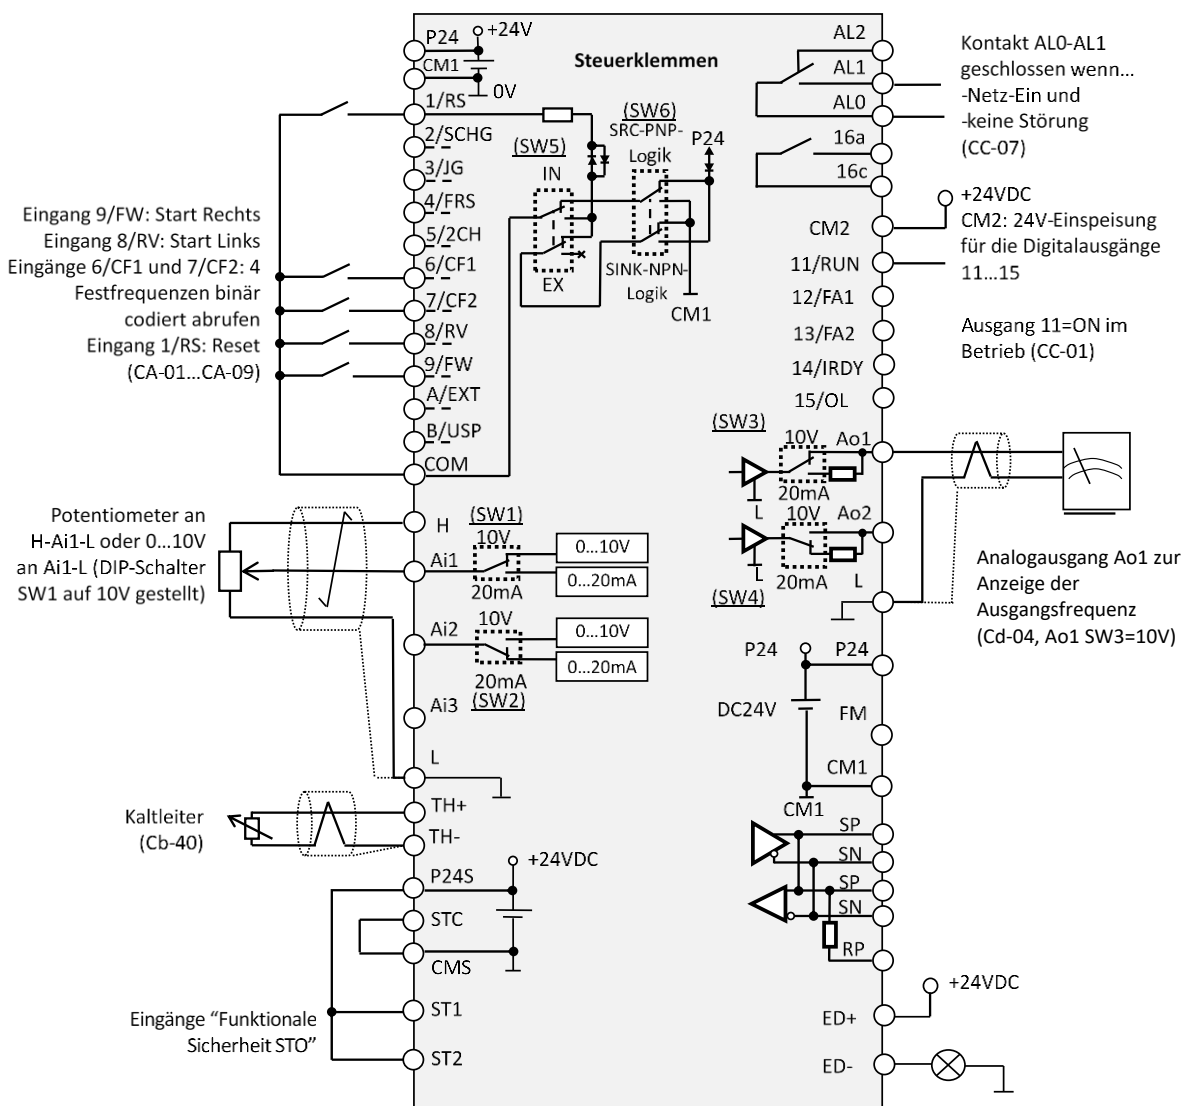 Steuerklemmen
P24
+24V
CM1
0V
1/RS
2/SCHG
3/JG
4/FRS
5/2CH
6/CF1
7/CF2
8/RV
9/FW
A/EXT
B/USP
COM
(SW5)
IN
EX
(SW6)
SRC-PNP-
Logik
P24
SINK-NPN-
Logik
CM1
Eingang 9/FW: Start Rechts
Eingang 8/RV: Start Links
Eingänge 6/CF1 und 7/CF2: 4
Festfrequenzen binär
codiert abrufen
Eingang 1/RS: Reset
(CA-01...CA-09)
AL2
AL1
AL0
16a
16c
CM2
11/RUN
12/FA1
13/FA2
14/IRDY
15/OL
Kontakt AL0-AL1
geschlossen wenn...
-Netz-Ein und
-keine Störung
(CC-07)
+24VDC
CM2: 24V-Einspeisung
für die Digitalausgänge
11...15
Ausgang 11=ON im
Betrieb (CC-01)
(SW3)
10V
Ao1
20mA
L
10V
Ao2
20mA
L
(SW4)
L
Analogausgang Ao1 zur
Anzeige der
Ausgangsfrequenz
(Cd-04, Ao1 SW3=10V)
Potentiometer an
H-Ai1-L oder 0...10V
an Ai1-L (DIP-Schalter
SW1 auf 10V gestellt)
H
(SW1)
10V
Ai1
20mA
0...10V
0...20mA
Ai2
10V
20mA
(SW2)
0...10V
0...20mA
Ai3
L
P24
P24
DC24V
FM
CM1
CM1
Kaltleiter
(Cb-40)
TH+
TH-
P24S
+24VDC
STC
CMS
ST1
ST2
Eingänge “Funktionale
Sicherheit STO”
SP
SN
SP
SN
RP
+24VDC
ED+
ED-